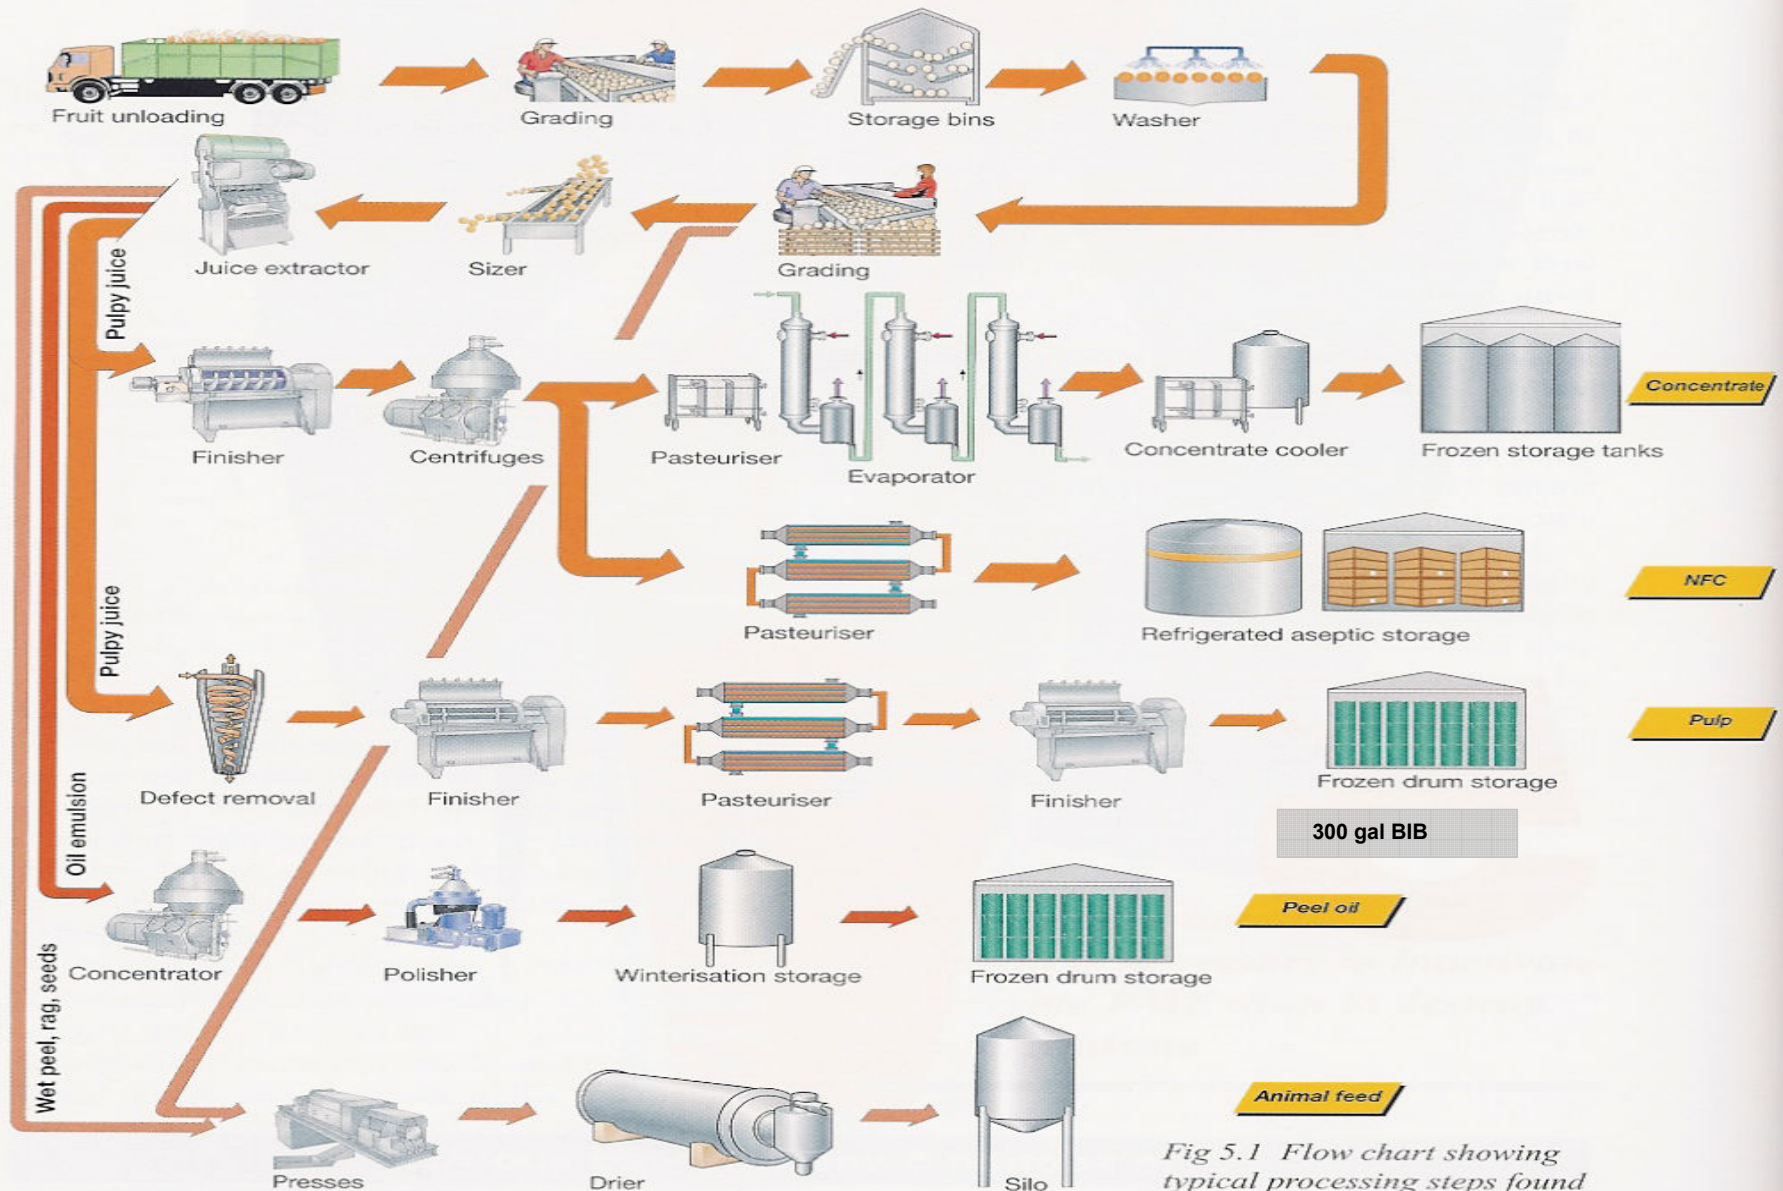 Fruit unloading
Grading
Storage bins
Washer
Juice extractor
Sizer
Grading
Pulpy juice
Finisher
Centrifuges
Pasteuriser
Evaporator
Concentrate cooler
Frozen storage tanks
Concentrate
Pasteuriser
Refrigerated aseptic storage
NFC
Pulpy juice
Defect removal
Finisher
Pasteuriser
Finisher
Frozen drum storage
Pulp
300 gal BIB
Oil emulsion
Concentrator
Polisher
Winterisation storage
Frozen drum storage
Peel oil
Wet peel, rag, seeds
Presses
Drier
Silo
Animal feed
Fig 5.1 Flow chart showing
typical processing steps found